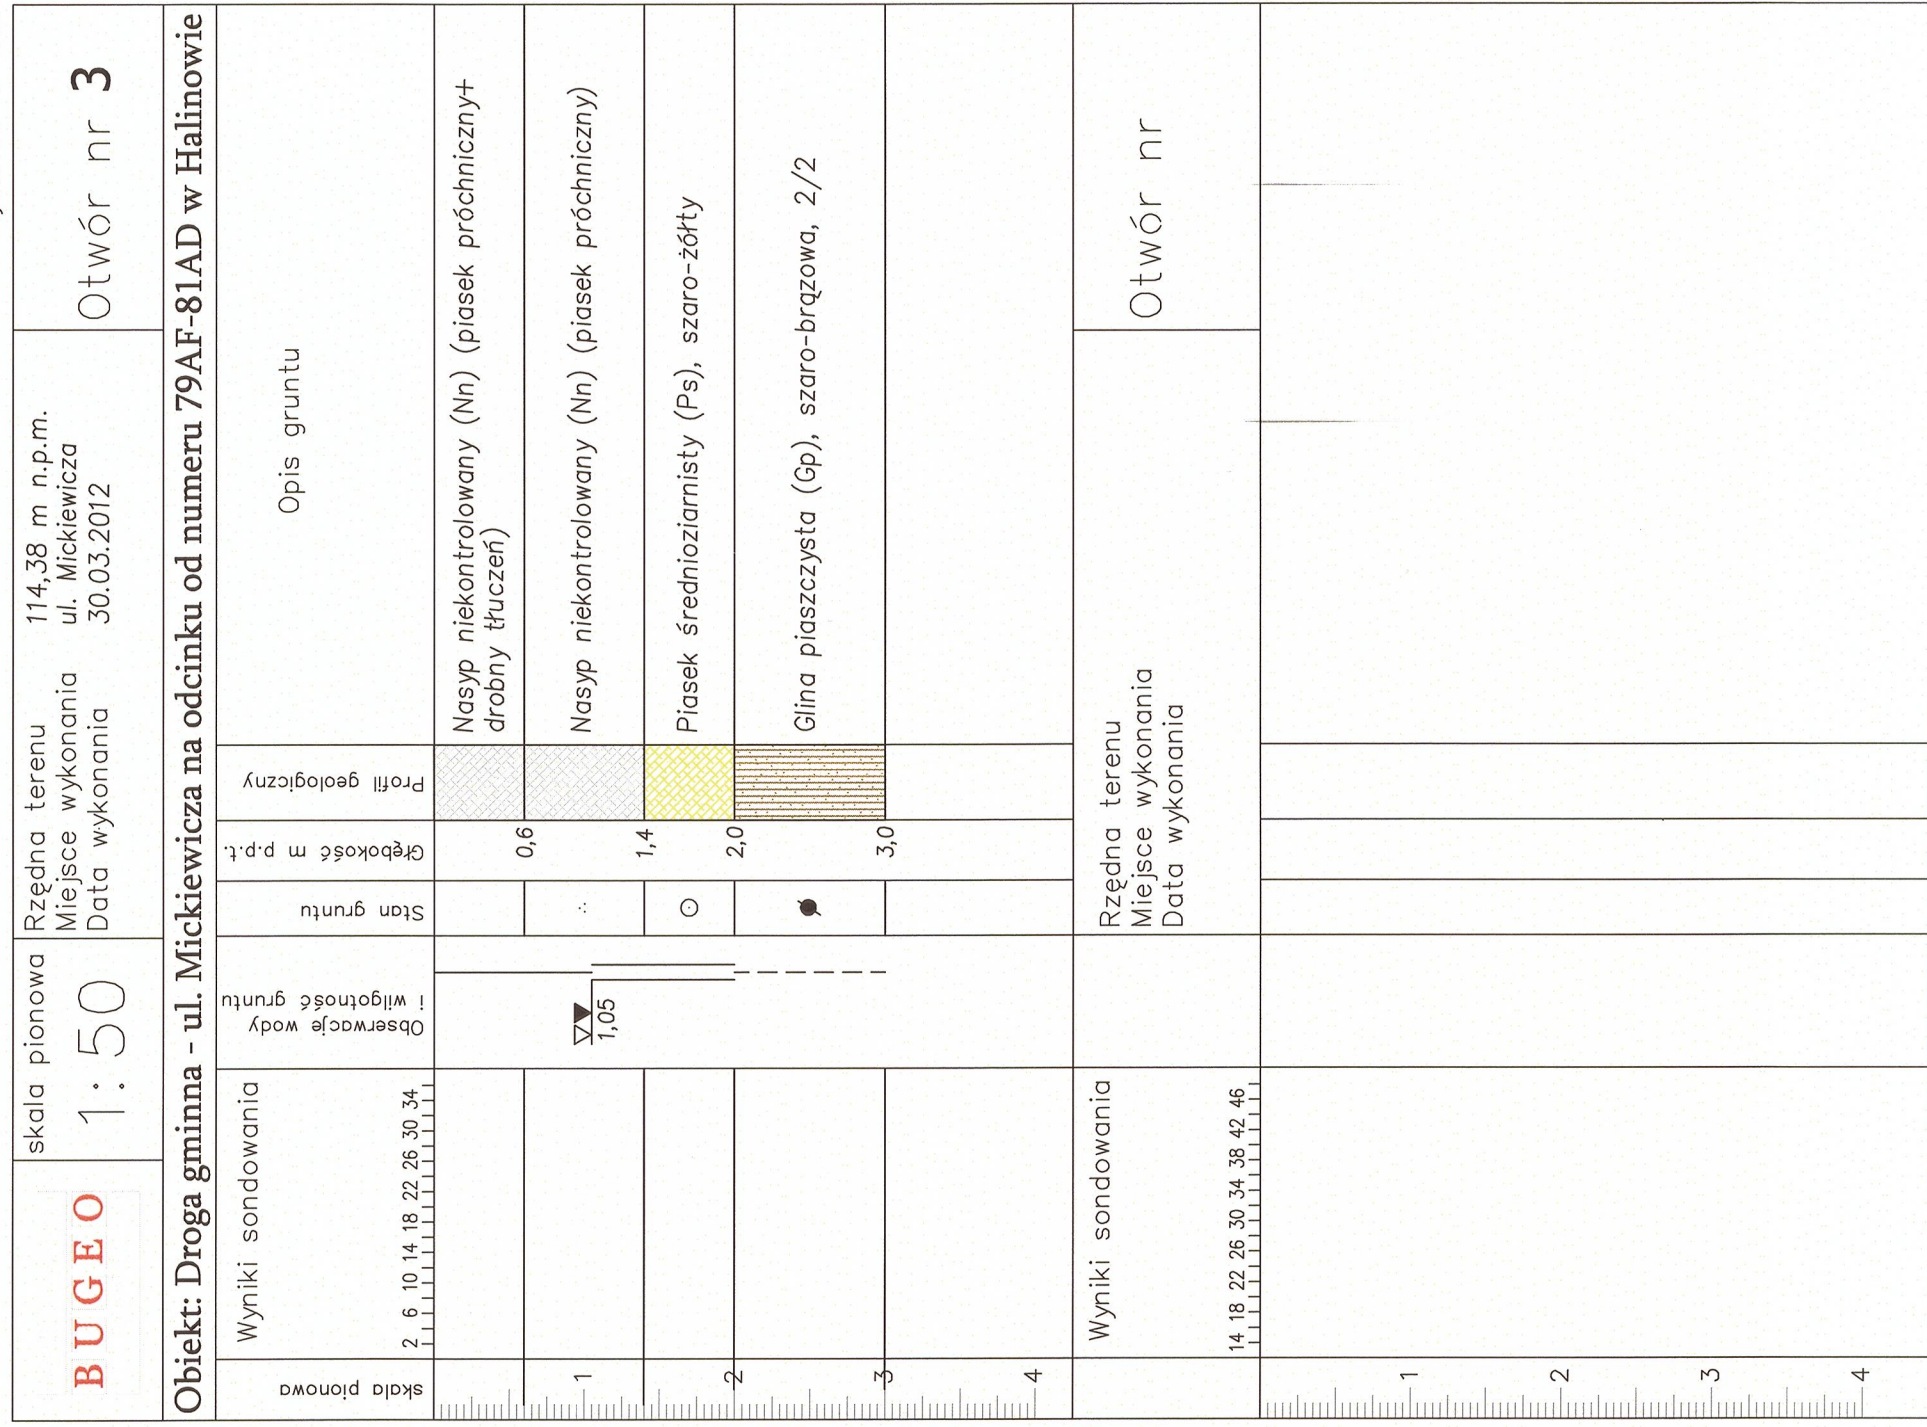 BUGEO
skala pionowa
1:50
Rzędna terenu 114,38 m n.p.m.
Miejsce wykonania ul. Mickiewicza
Data wykonania 30.03.2012
Otwór nr 3
Obiekt: Droga gminna - ul. Mickiewicza na odcinku od numeru 79AF-81AD w Halinowie
skala pionowa
Wyniki sondowania
2 6 10 14 18 22 26 30 34
Obserwacje wody
i wilgotność gruntu
Stan gruntu
Głębokość m p.p.t.
Profil geologiczny
Opis gruntu
Nasyp niekontrolowany (Nn) (piasek próchniczny+
drobny tłuczeń)
0,6
1
1,05
Nasyp niekontrolowany (Nn) (piasek próchniczny)
1,4
Piasek średnioziarnisty (Ps), szaro-żółty
2
2,0
Glina piaszczysta (Gp), szaro-brązowa, 2/2
3
3,0
4
Wyniki sondowania
14 18 22 26 30 34 38 42 46
Rzędna terenu
Miejsce wykonania
Data wykonania
Otwór nr
1
2
3
4